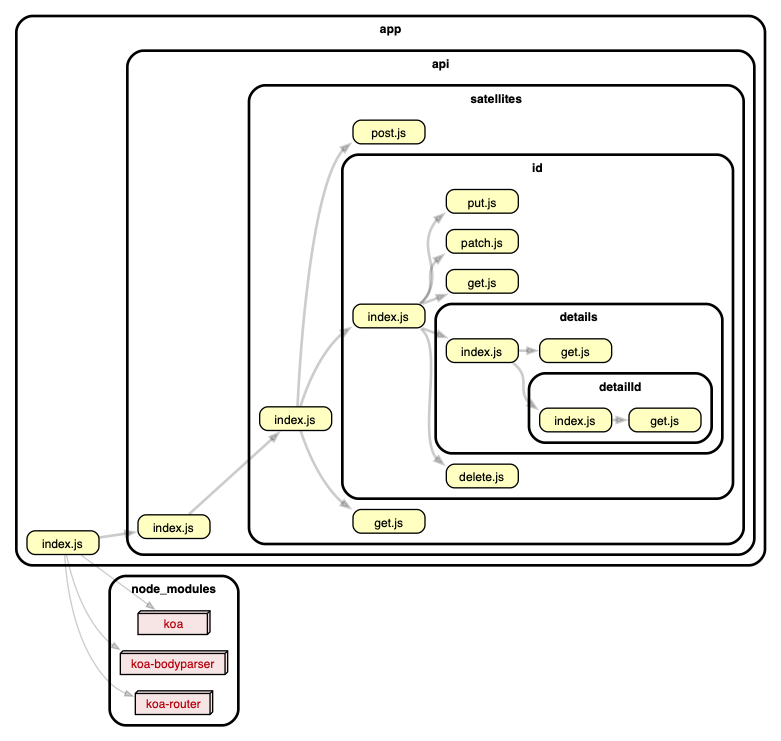 app
api
satellites
post.js
id
put.js
patch.js
get.js
index.js
details
index.js
get.js
detailId
index.js
get.js
index.js
delete.js
get.js
index.js
index.js
node_modules
koa
koa-bodyparser
koa-router